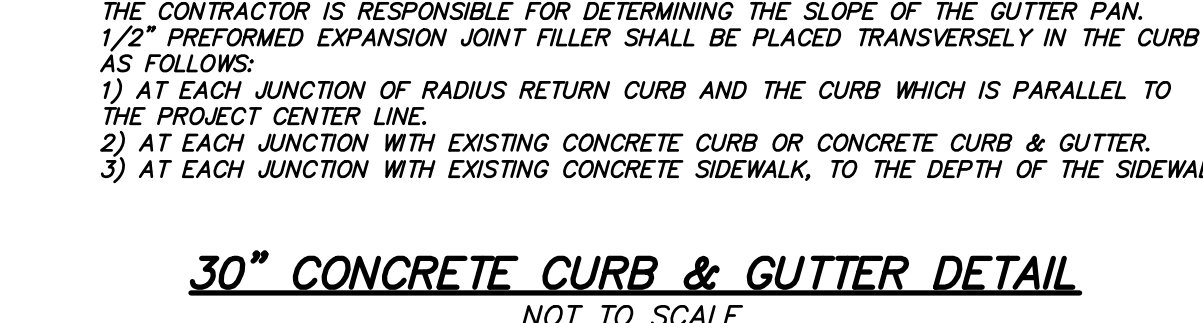 THE CONTRACTOR IS RESPONSIBLE FOR DETERMINING THE SLOPE OF THE GUTTER PAN.
1/2" PREFORMED EXPANSION JOINT FILLER SHALL BE PLACED TRANSVERSELY IN THE CURB
AS FOLLOWS:
1) AT EACH JUNCTION OF RADIUS RETURN CURB AND THE CURB WHICH IS PARALLEL TO
THE PROJECT CENTER LINE.
2) AT EACH JUNCTION WITH EXISTING CONCRETE CURB OR CONCRETE CURB & GUTTER.
3) AT EACH JUNCTION WITH EXISTING CONCRETE SIDEWALK, TO THE DEPTH OF THE
30" CONCRETE CURB & GUTTER DETAIL
NOT TO SCALE